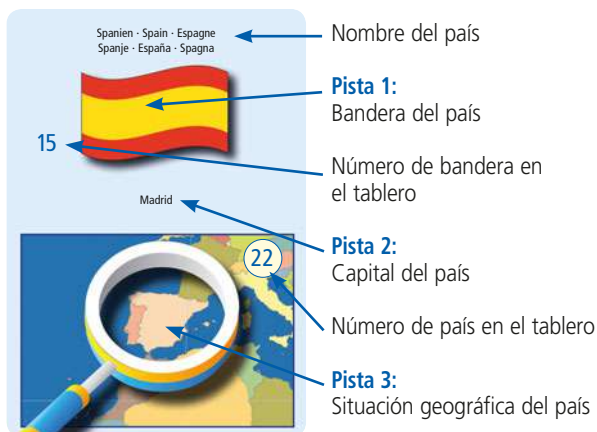 Spanien · Spain · Espagne
Spanje · España · Spagna
Nombre del país
Pista 1:
Bandera del país
15
Número de bandera en
el tablero
Madrid
Pista 2:
Capital del país
22
Número de país en el tablero
Pista 3:
Situación geográfica del país